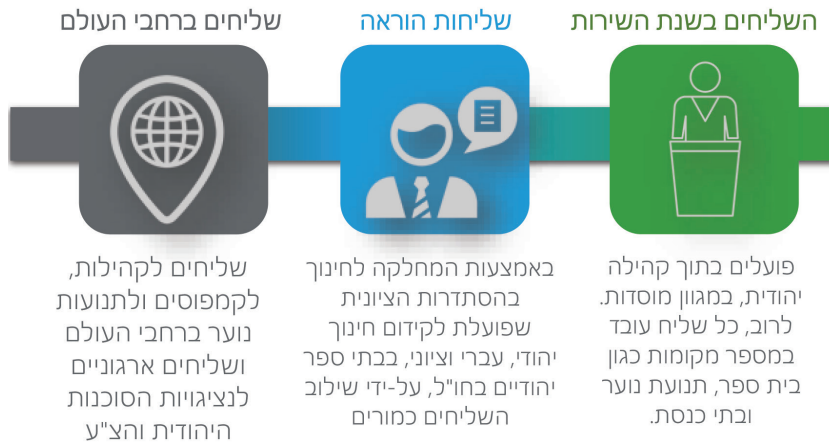 השליחים בשנת השירות
פועלים בתוך קהילה
יהודית, במגוון מוסדות.
לרוב, כל שליח עובד
במספר מקומות כגון
בית ספר, תנועת נוער
ובתי כנסת.
שליחות הוראה
באמצעות המחלקה לחינוך
בהסתדרות הציונית
שפועלת לקידום חינוך
יהודי, עברי וציוני, בבתי ספר
יהודיים בחו"ל, על-ידי שילוב
השליחים כמורים
שליחים ברחבי העולם
שליחים לקהילות,
לקמפוסים ולתנועות
נוער ברחבי העולם
ושליחים ארגוניים
לנציגויות הסוכנות
היהודית והצ"ע